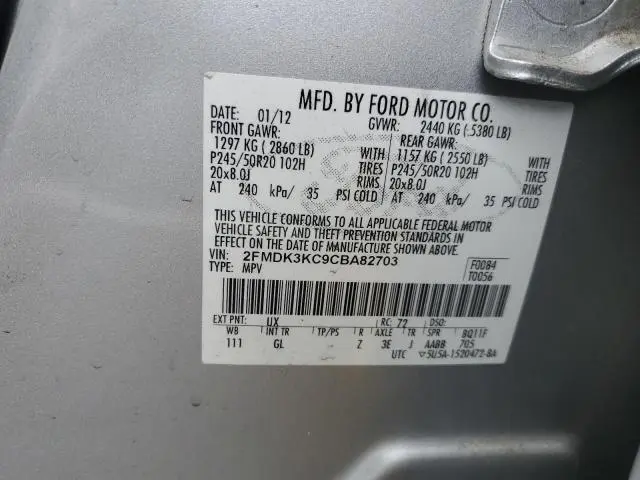 MFD. BY FORD MOTOR CO.
DATE: 01/12 GVWR: 2440 KG (5380 LB)
FRONT GAWR: REAR GAWR:
1297 KG (2860 LB) WITH 1157 KG (2550 LB) WITH
P245/50R20 102H TIRES P245/50R20 102H TIRES
20x8.0J RIMS 20x8.0J RIMS
AT 240 kPa/ 35 PSI COLD AT 240 kPa/ 35 PSI COLD
THIS VEHICLE CONFORMS TO ALL APPLICABLE FEDERAL MOTOR
VEHICLE SAFETY AND THEFT PREVENTION STANDARDS IN
EFFECT ON THE DATE OF MANUFACTURE SHOWN ABOVE.
VIN: 2FMDK3KC9CBA82703 F0084
TYPE: MPV T0056
EXT PNT: UX RC: 72 DSO:
WB INT TR TP/PS R AXLE TR SPR BQ11F
111 GL Z 3E J AABB 705
UTC 5U5A-1520472-BA